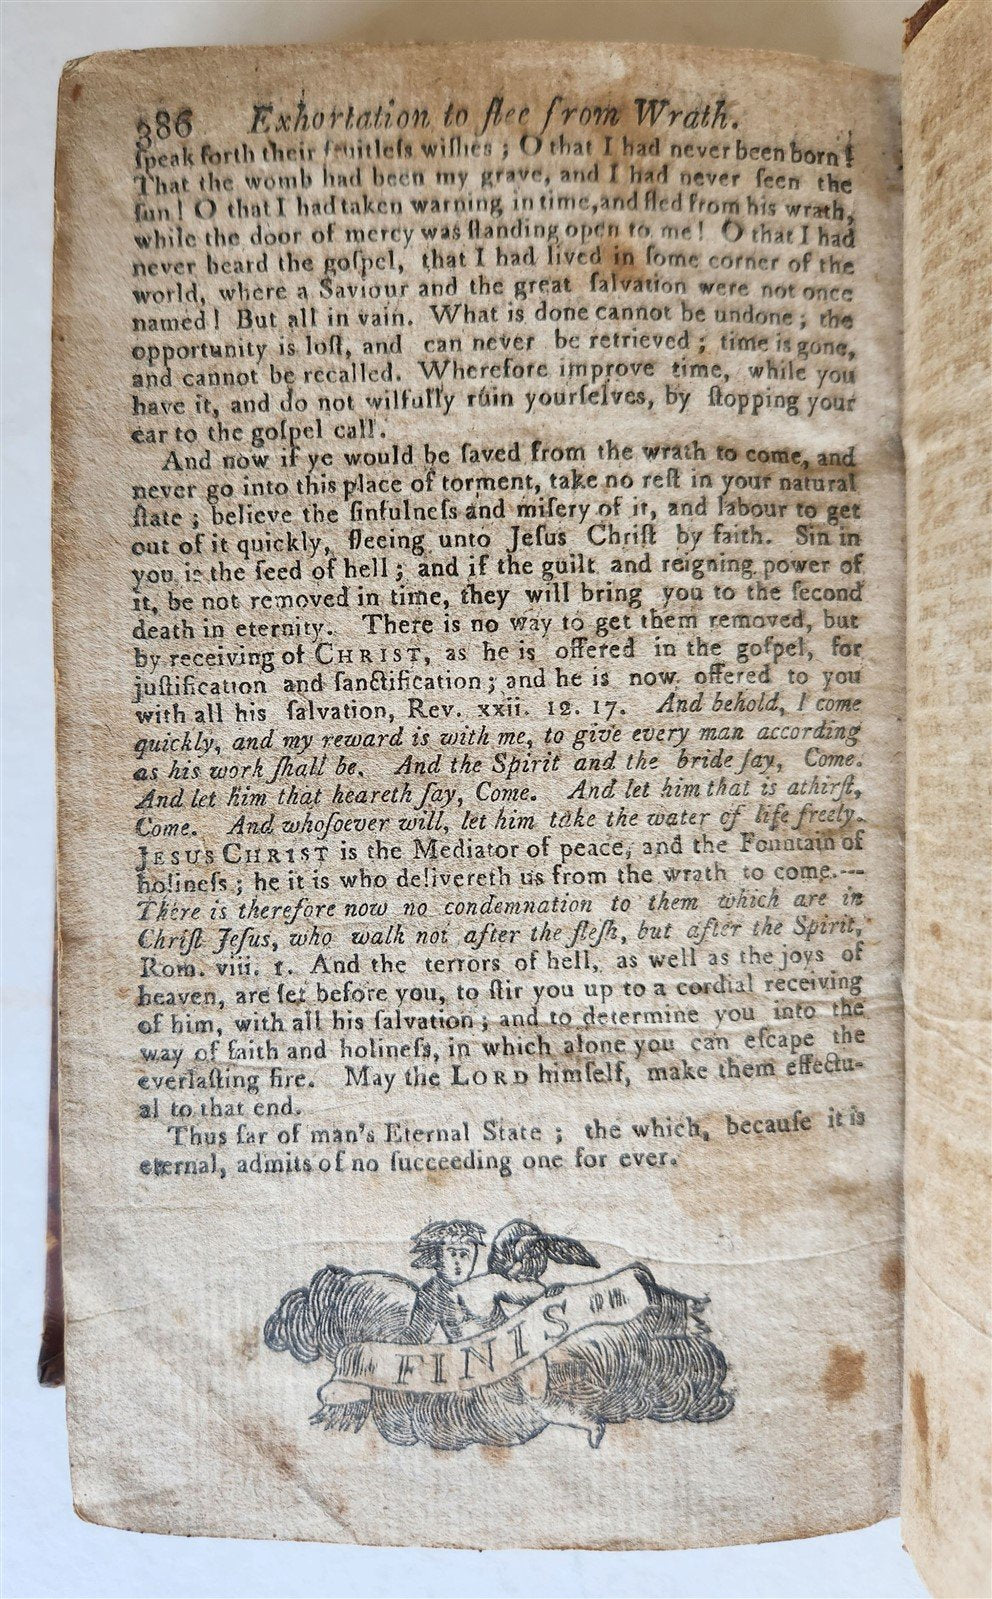 386 Exhortation to flee from Wrath.
ſpeak forth their fruitleſs wiſhes ; O that I had never been born !
That the womb had been my grave, and I had never ſeen the
ſun ! O that I had taken warning in time, and fled from his wrath,
while the door of mercy was ſtanding open to me ! O that I had
never heard the goſpel, that I had lived in ſome corner of the
world, where a Saviour and the great ſalvation were not once
named ! But all in vain. What is done cannot be undone ; the
opportunity is loſt, and can never be retrieved ; time is gone,
and cannot be recalled. Wherefore improve time, while you
have it, and do not wilfully ruin yourſelves, by ſtopping your
ear to the goſpel call.
And now if ye would be ſaved from the wrath to come, and
never go into this place of torment, take no reſt in your natural
ſtate ; believe the ſinfulneſs and miſery of it, and labour to get
out of it quickly, fleeing unto Jeſus Chriſt by faith. Sin in
you is the ſeed of hell ; and if the guilt and reigning power of
it, be not removed in time, they will bring you to the ſecond
death in eternity. There is no way to get them removed, but
by receiving of CHRIST, as he is offered in the goſpel, for
juſtification and ſanctification ; and he is now offered to you
with all his ſalvation, Rev. xxii. 12. 17. And behold, I come
quickly, and my reward is with me, to give every man according
as his work ſhall be. And the Spirit and the bride ſay, Come.
And let him that heareth ſay, Come. And let him that is athirſt,
Come. And whoſoever will, let him take the water of life freely.
JESUS CHRIST is the Mediator of peace, and the Fountain of
holineſs ; he it is who delivereth us from the wrath to come.---
There is therefore now no condemnation to them which are in
Chriſt Jeſus, who walk not after the fleſh, but after the Spirit,
Rom. viii. 1. And the terrors of hell, as well as the joys of
heaven, are ſet before you, to ſtir you up to a cordial receiving
of him, with all his ſalvation ; and to determine you into the
way of faith and holineſs, in which alone you can eſcape the
everlaſting fire. May the LORD himſelf, make them effectu-
al to that end.
Thus far of man's Eternal State ; the which, becauſe it is
eternal, admits of no ſucceeding one for ever.
FINIS